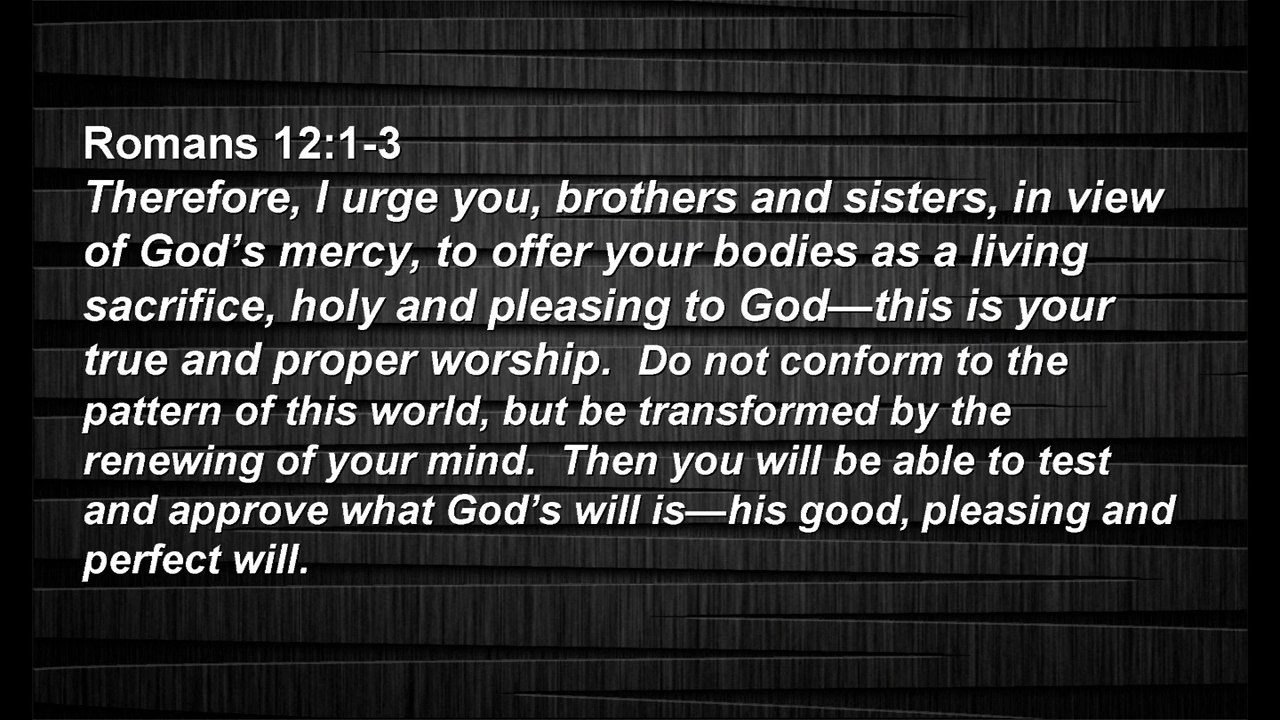 Romans 12:1-3
Therefore, I urge you, brothers and sisters, in view
of God’s mercy, to offer your bodies as a living
sacrifice, holy and pleasing to God—this is your
true and proper worship.  Do not conform to the
pattern of this world, but be transformed by the
renewing of your mind.  Then you will be able to test
and approve what God’s will is—his good, pleasing and
perfect will.